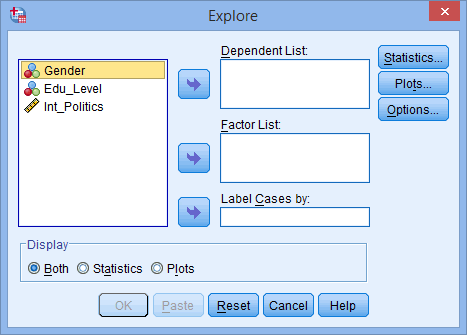 Explore
Dependent List:
Gender
Edu_Level
Int_Politics
Statistics...
Plots...
Options...
Factor List:
Label Cases by:
Display
Both Statistics Plots
OK Paste Reset Cancel Help